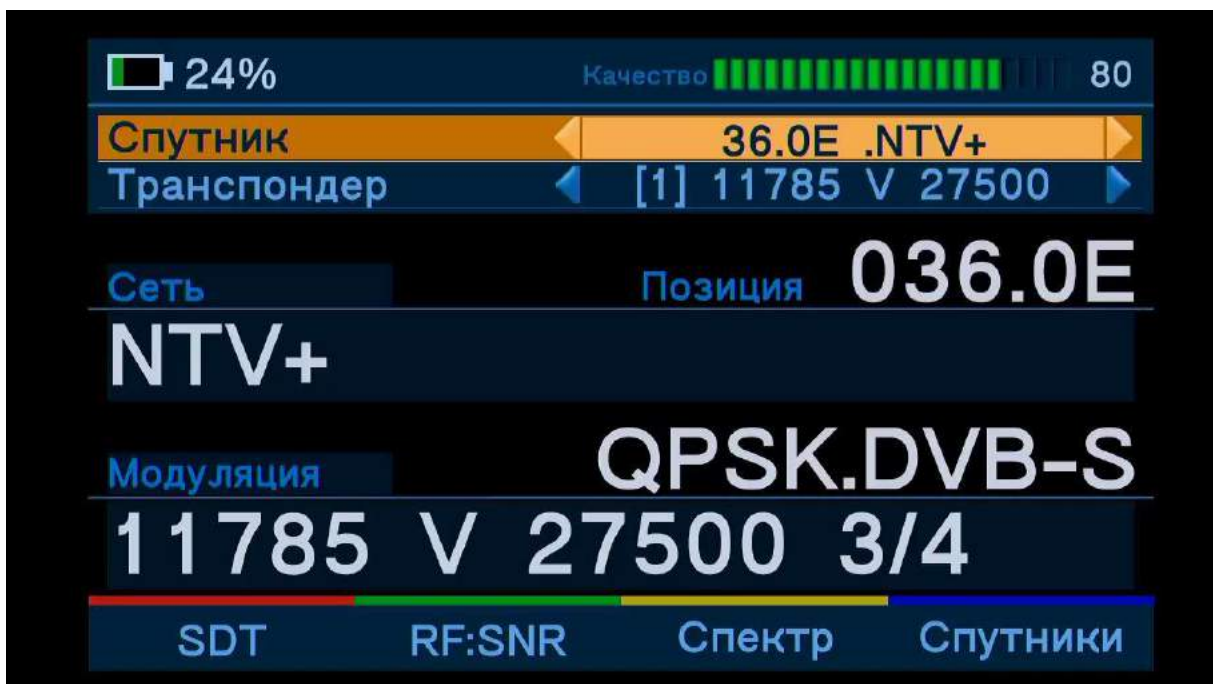 24% Качество 80
Спутник 36.0E .NTV+
Транспондер [1] 11785 V 27500
Сеть Позиция 036.0E
NTV+
Модуляция QPSK.DVB-S
11785 V 27500 3/4
SDT RF:SNR Спектр Спутники